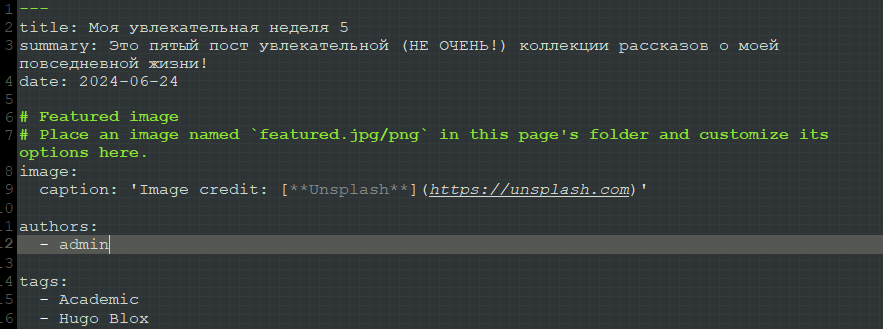 1 ---
2 title: Моя увлекательная неделя 5
3 summary: Это пятый пост увлекательной (НЕ ОЧЕНЬ!) коллекции рассказов о моей
повседневной жизни!
4 date: 2024-06-24
5
6 # Featured image
7 # Place an image named `featured.jpg/png` in this page's folder and customize its
options here.
8 image:
9   caption: 'Image credit: [**Unsplash**](https://unsplash.com)'
10
11 authors:
12   - admin
13
14 tags:
15   - Academic
16   - Hugo Blox